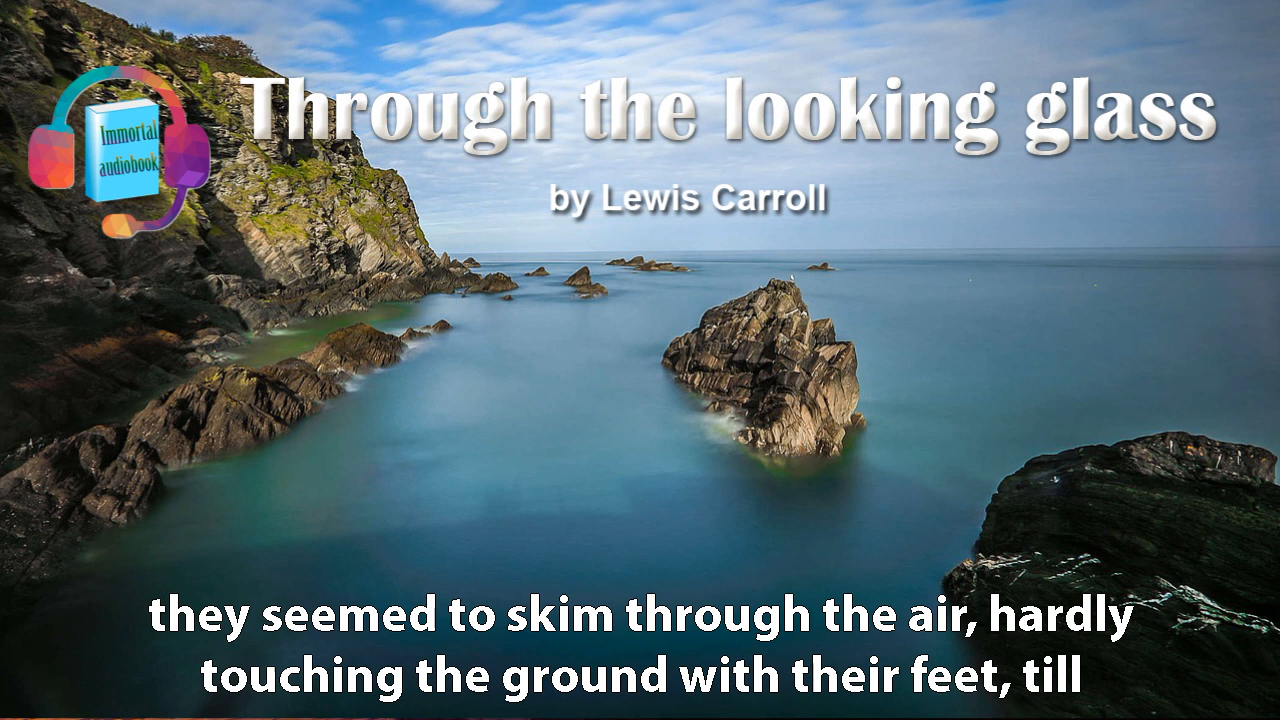 Through the looking glass
Immortal
audiobook
by Lewis Carroll
they seemed to skim through the air, hardly
touching the ground with their feet, till